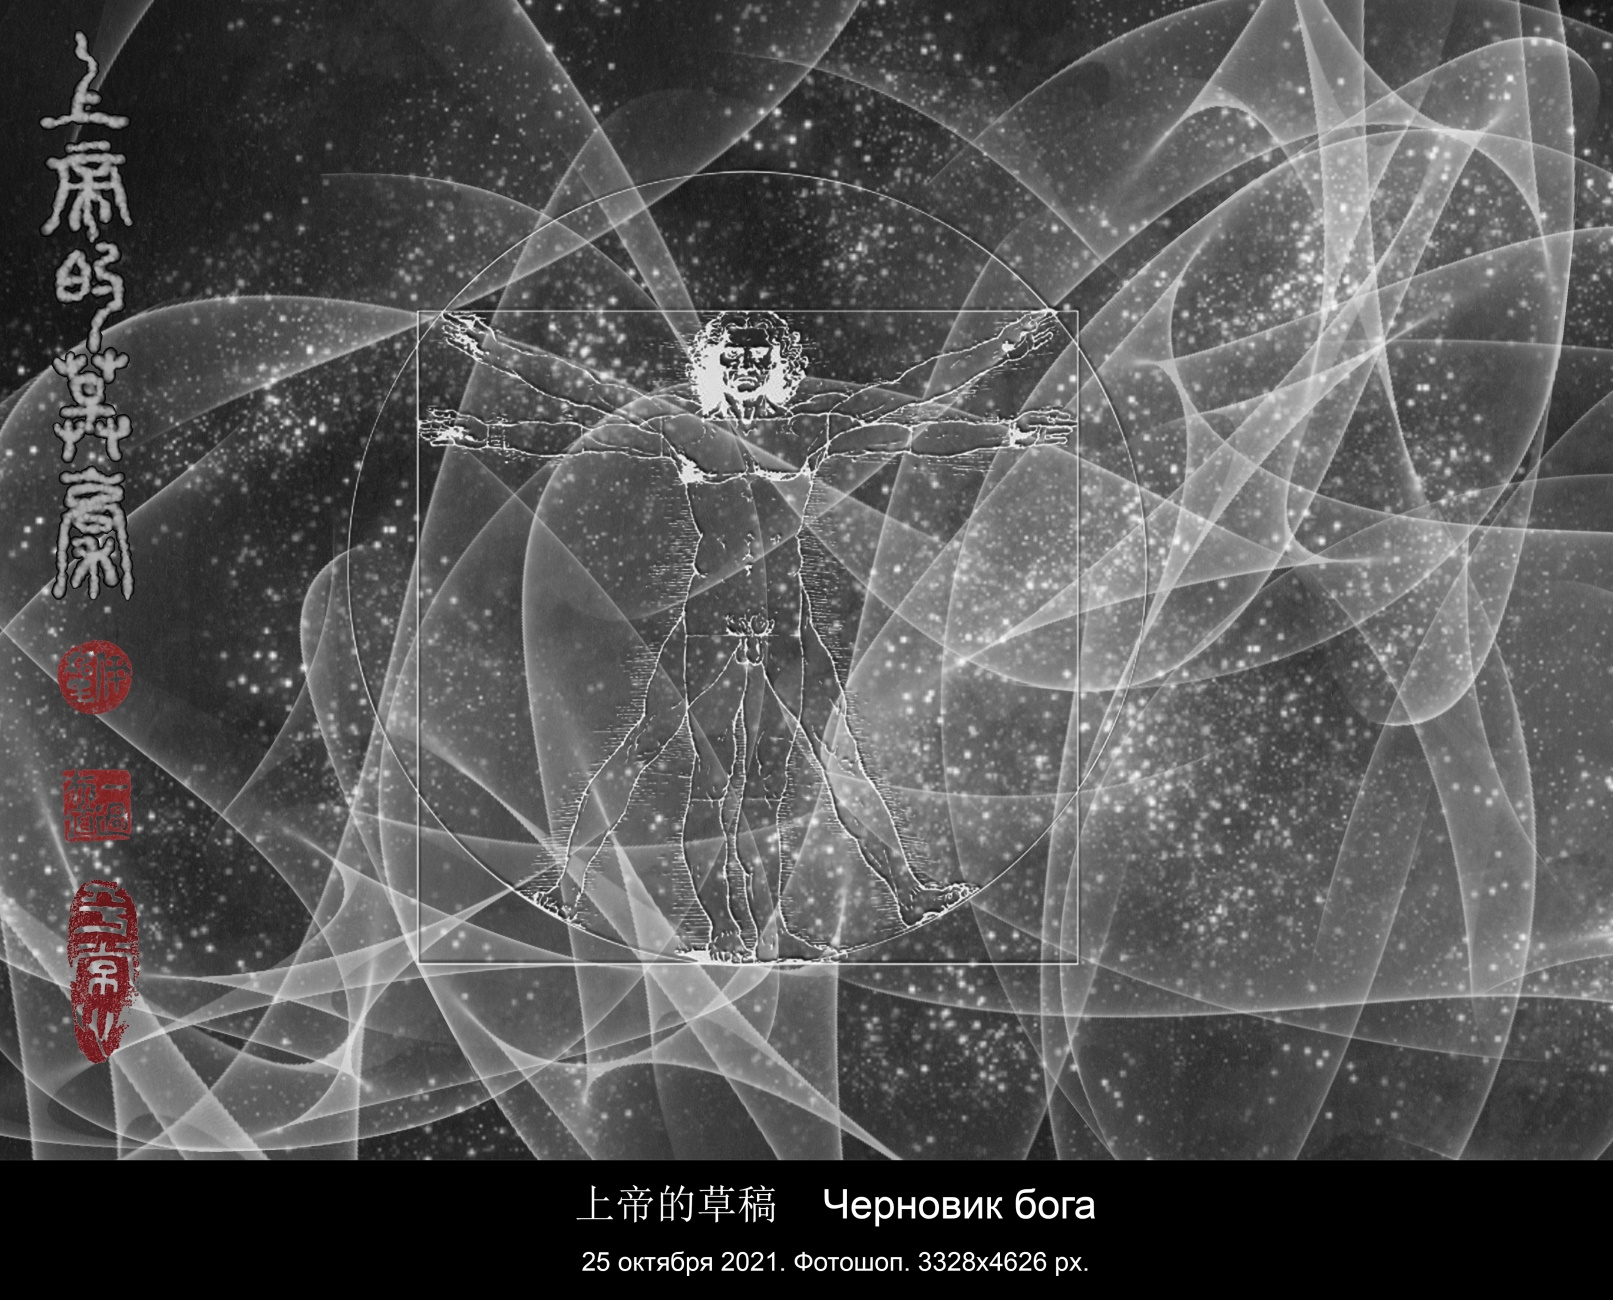 上帝的草稿
上帝的草稿 Черновик бога
25 октября 2021. Фотошоп. 3328x4626 px.